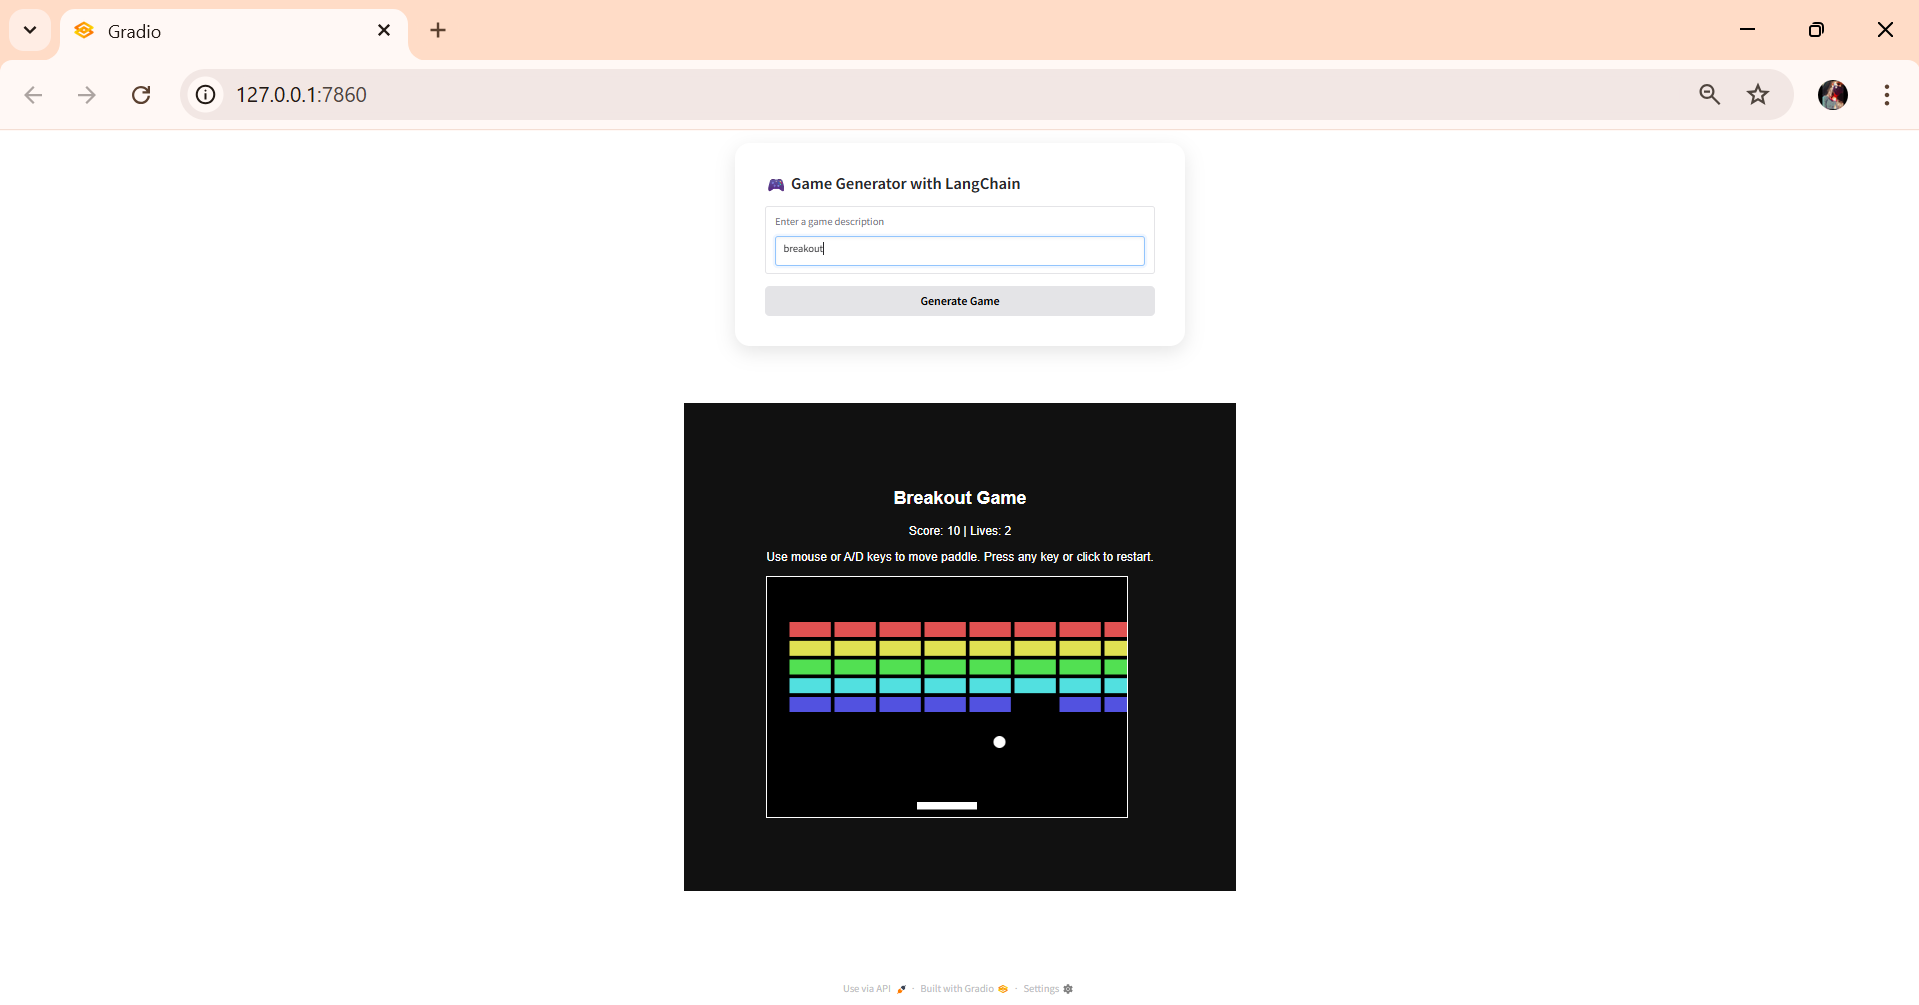 Gradio
127.0.0.1:7860
Game Generator with LangChain
Enter a game description
breakout
Generate Game
Breakout Game
Score: 10 | Lives: 2
Use mouse or A/D keys to move paddle. Press any key or click to restart.
Use via API · Built with Gradio · Settings